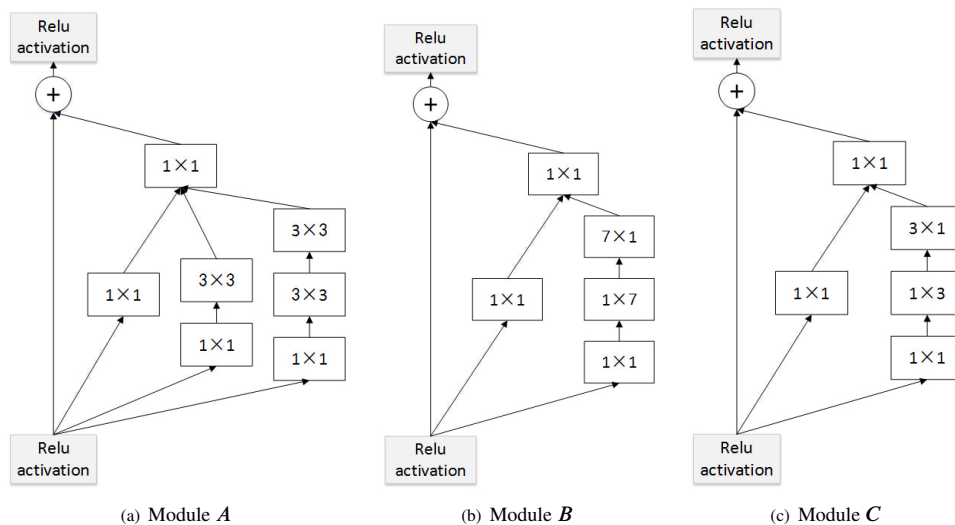 Relu
activation
+
1×1
3×3
1×1
3×3
3×3
1×1
1×1
Relu
activation
(a) Module A
Relu
activation
+
1×1
7×1
1×1
1×7
1×1
Relu
activation
(b) Module B
Relu
activation
+
1×1
3×1
1×1
1×3
1×1
Relu
activation
(c) Module C